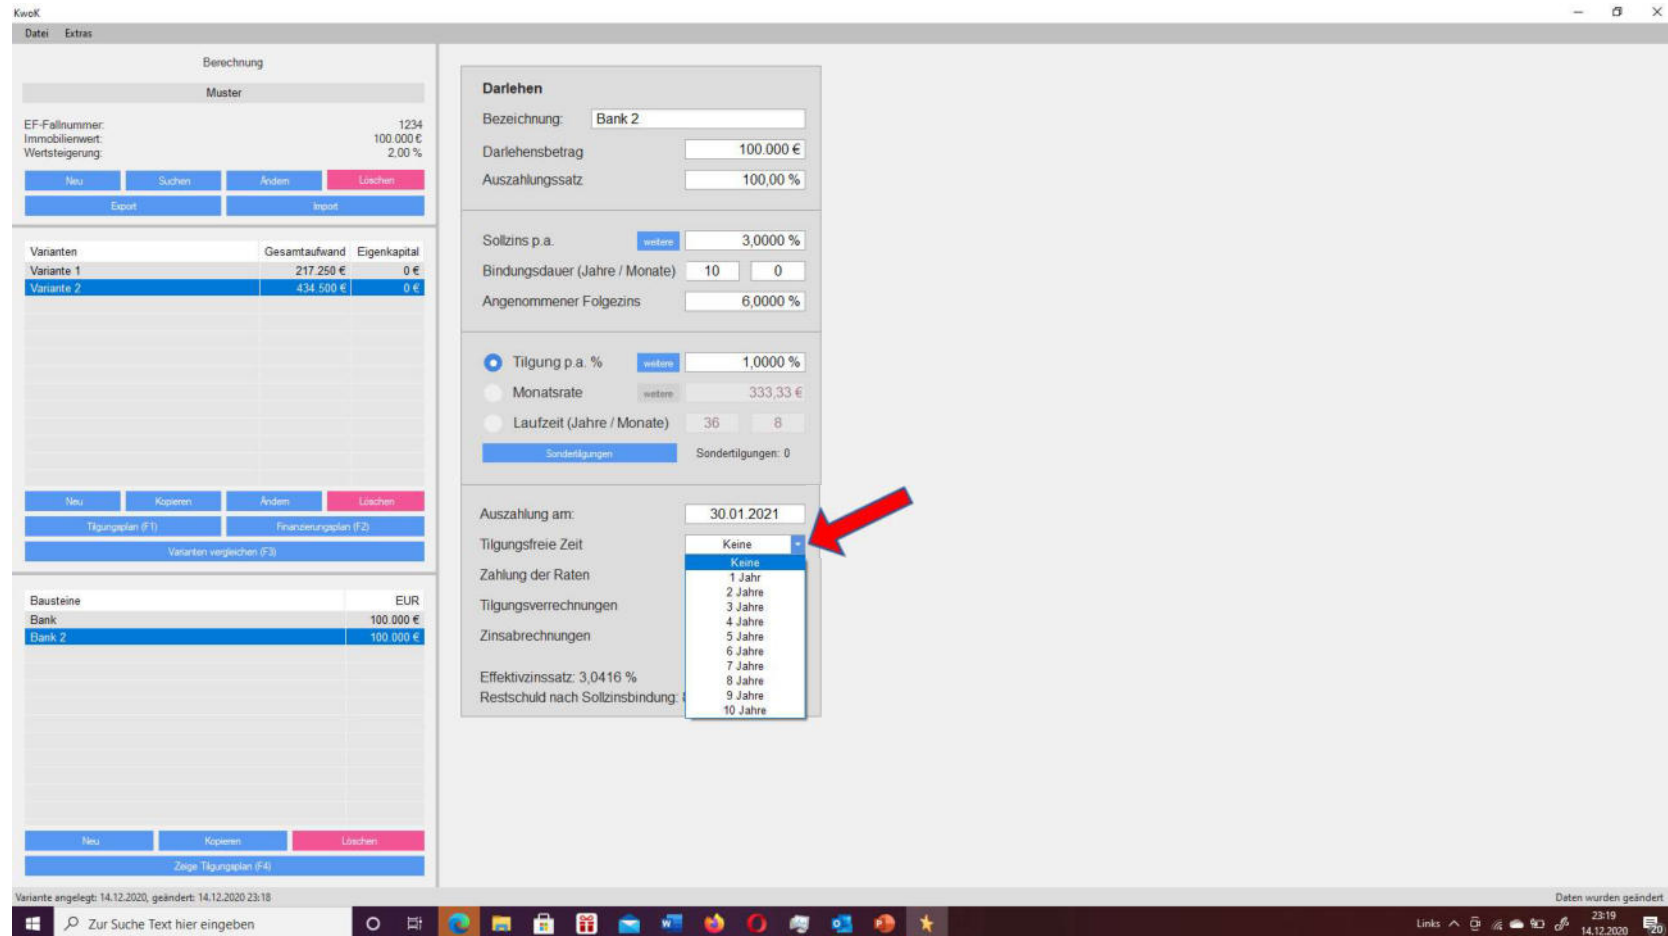 KwoK
Datei Extras
Berechnung
Muster
EF-Fallnummer: 1234
Immobilienwert: 100.000 €
Wertsteigerung: 2,00 %
Neu Suchen Ändern Löschen
Export Import
Varianten Gesamtaufwand Eigenkapital
Variante 1 217.250 € 0 €
Variante 2 434.500 € 0 €
Neu Kopieren Ändern Löschen
Tilgungsplan (F1) Finanzierungsplan (F2)
Varianten vergleichen (F3)
Bausteine EUR
Bank 100.000 €
Bank 2 100.000 €
Neu Kopieren Löschen
Zeige Tilgungsplan (F4)
Darlehen
Bezeichnung: Bank 2
Darlehensbetrag 100.000 €
Auszahlungssatz 100,00 %
Sollzins p.a. weitere 3,0000 %
Bindungsdauer (Jahre / Monate) 10 0
Angenommener Folgezins 6,0000 %
Tilgung p.a. % weitere 1,0000 %
Monatsrate weitere 333,33 €
Laufzeit (Jahre / Monate) 36 8
Sondertilgungen Sondertilgungen: 0
Auszahlung am: 30.01.2021
Tilgungsfreie Zeit Keine
Keine
Zahlung der Raten 1 Jahr
2 Jahre
Tilgungsverrechnungen 3 Jahre
4 Jahre
Zinsabrechnungen 5 Jahre
6 Jahre
7 Jahre
Effektivzinssatz: 3,0416 % 8 Jahre
Restschuld nach Sollzinsbindung: 9 Jahre
10 Jahre
Variante angelegt: 14.12.2020, geändert: 14.12.2020 23:18 Daten wurden geändert
Zur Suche Text hier eingeben Links 23:19
14.12.2020 20